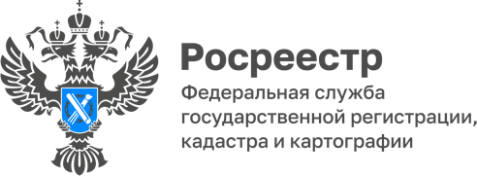 Росреестр
Федеральная служба
государственной регистрации,
кадастра и картографии